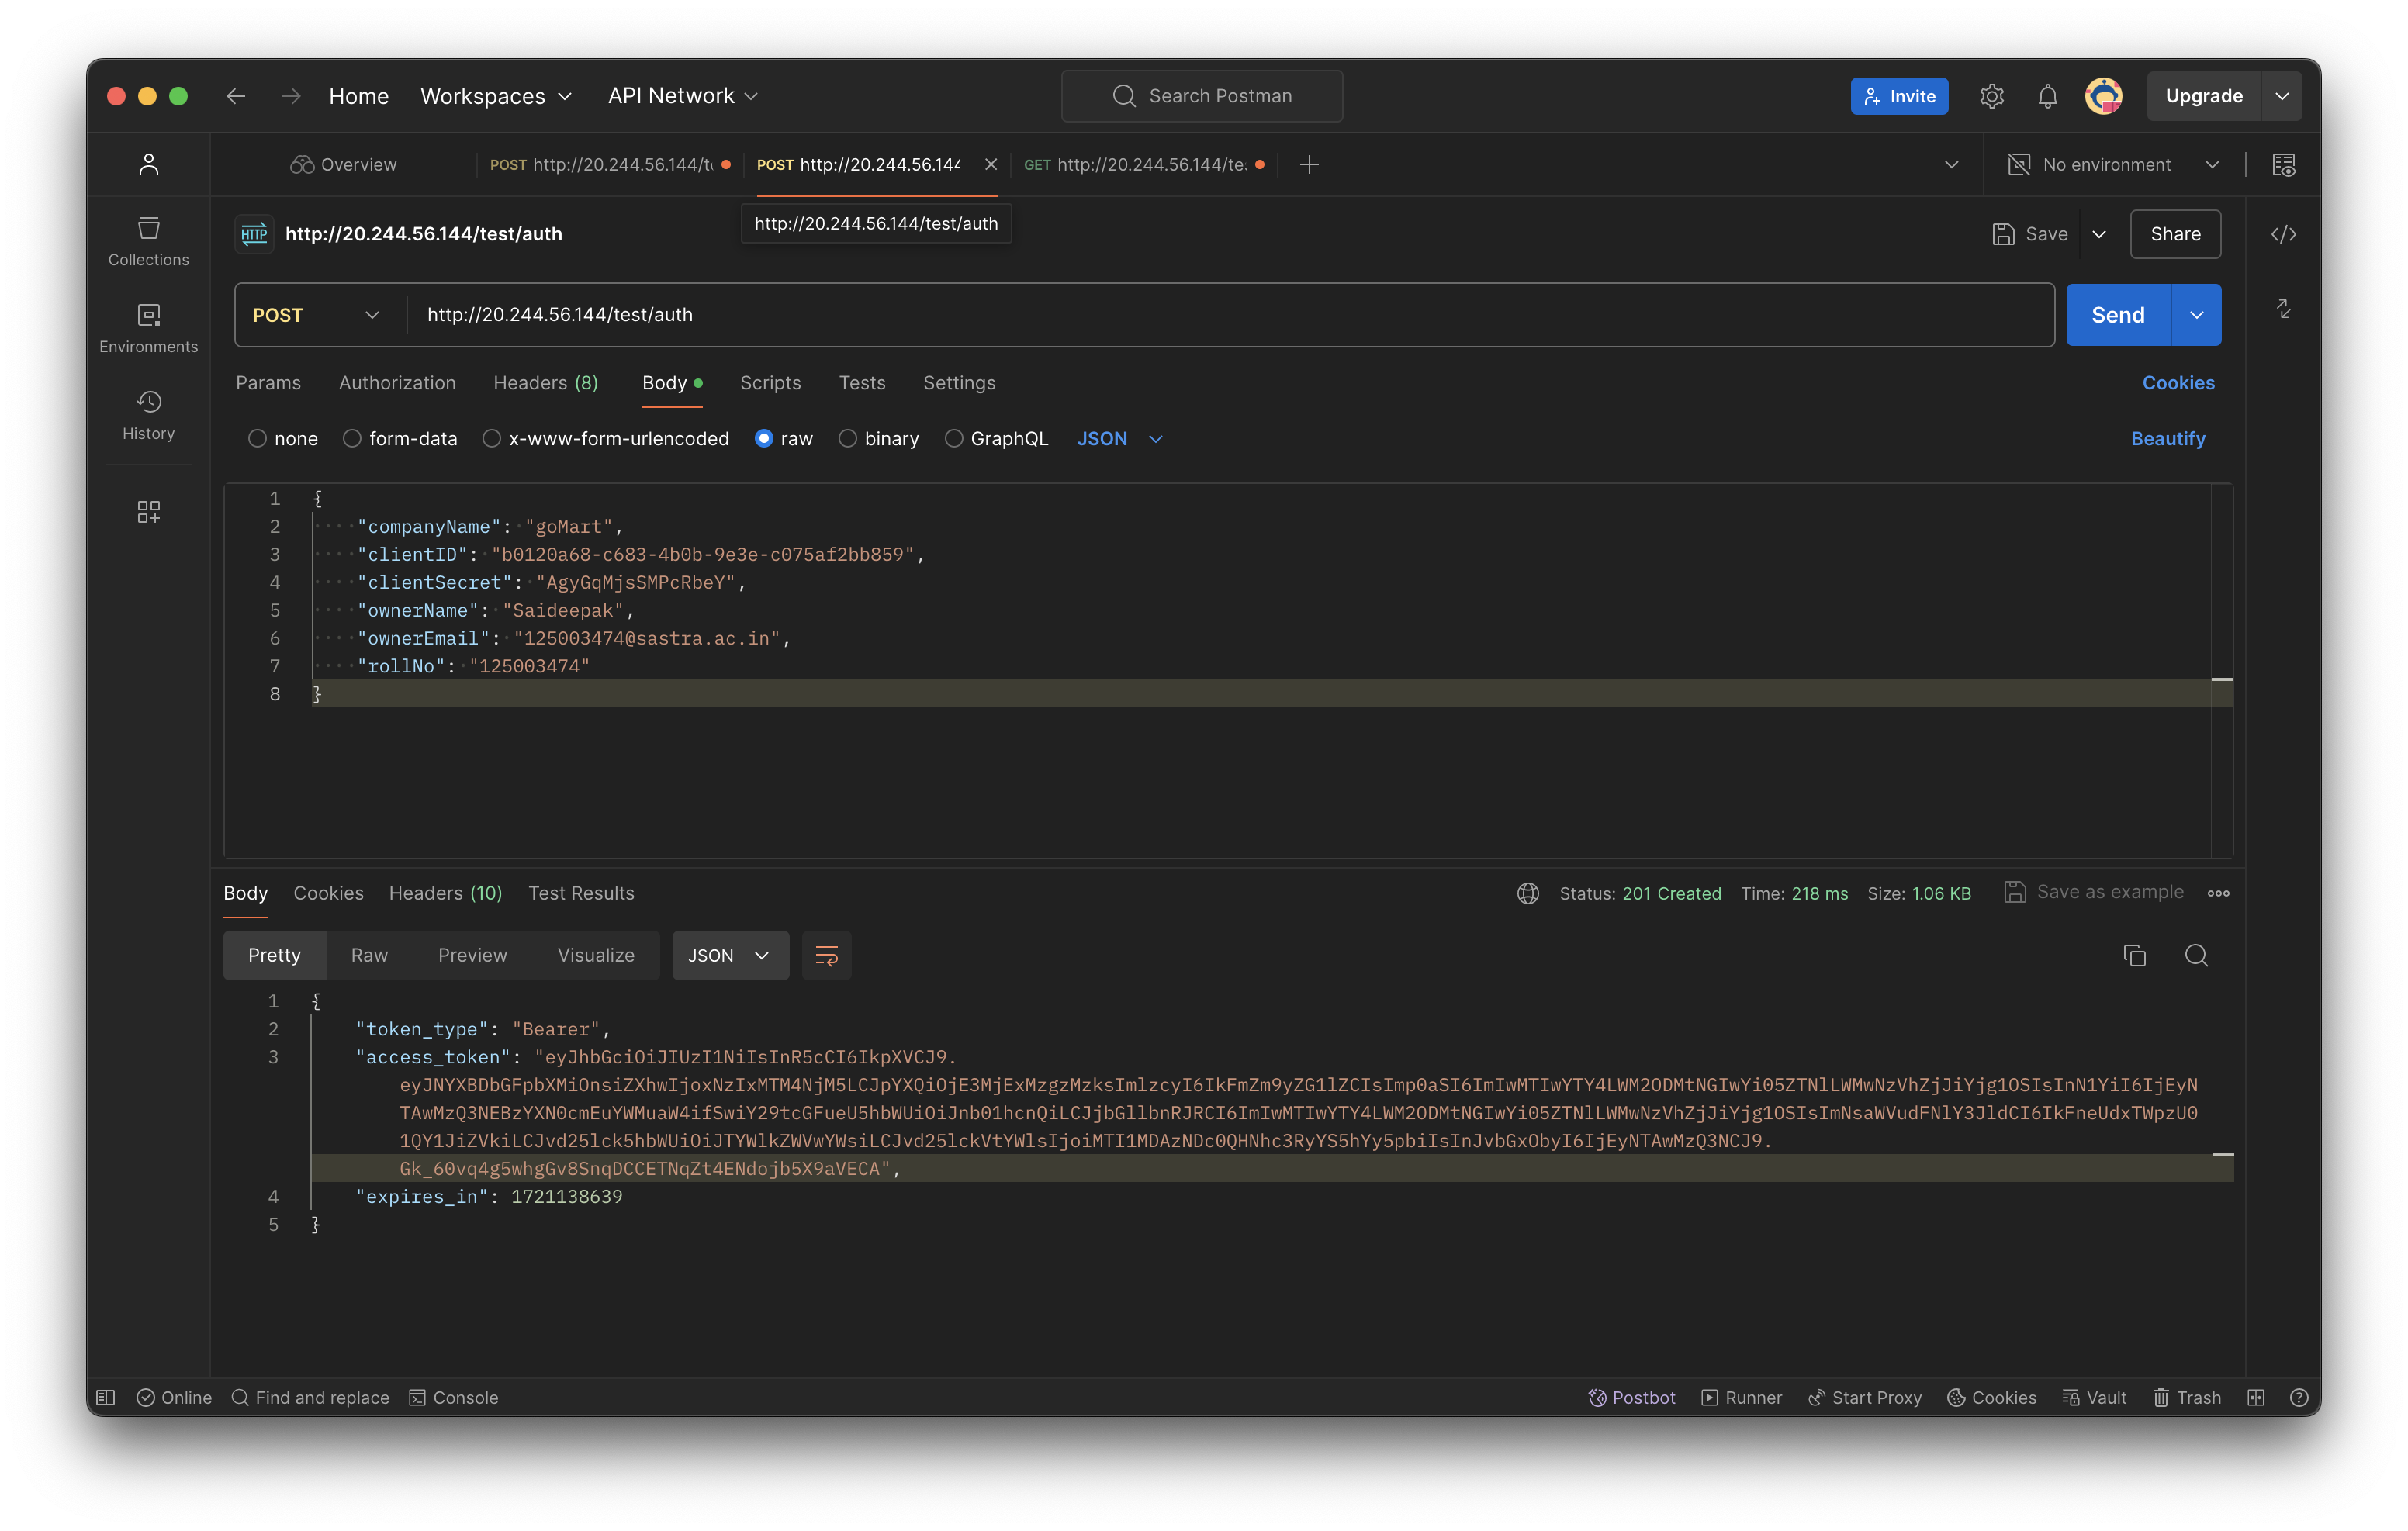 Home Workspaces API Network Search Postman Invite Upgrade
Overview POST http://20.244.56.144/t POST http://20.244.56.144 GET http://20.244.56.144/te No environment
http://20.244.56.144/test/auth
HTTP http://20.244.56.144/test/auth Save Share
Collections
Environments
History
POST http://20.244.56.144/test/auth Send
Params Authorization Headers (8) Body Scripts Tests Settings Cookies
none form-data x-www-form-urlencoded raw binary GraphQL JSON Beautify
1 {
2 "companyName": "goMart",
3 "clientID": "b0120a68-c683-4b0b-9e3e-c075af2bb859",
4 "clientSecret": "AgyGqMjsSMPcRbeY",
5 "ownerName": "Saideepak",
6 "ownerEmail": "125003474@sastra.ac.in",
7 "rollNo": "125003474"
8 }
Body Cookies Headers (10) Test Results Status: 201 Created Time: 218 ms Size: 1.06 KB Save as example
Pretty Raw Preview Visualize JSON
1 {
2 "token_type": "Bearer",
3 "access_token": "eyJhbGciOiJIUzI1NiIsInR5cCI6IkpXVCJ9.
eyJNYXBDbGFpbXMiOnsiZXhwIjoxNzIxMTM4NjM5LCJpYXQiOjE3MjExMzgzMzksImlzcyI6IkFmZm9yZG1lZCIsImp0aSI6ImIwMTIwYTY4LWM2ODMtNGIwYi05ZTNlLWMwNzVhZjJiYjg1OSIsInN1YiI6IjEyN
TAwMzQ3NEBzYXN0cmEuYWMuaW4ifSwiY29tcGFueU5hbWUiOiJnb01hcnQiLCJjbGllbnRJRCI6ImIwMTIwYTY4LWM2ODMtNGIwYi05ZTNlLWMwNzVhZjJiYjg1OSIsImNsaWVudFNlY3JldCI6IkFneUdxTWpzU0
1QY1JiZVkiLCJvd25lck5hbWUiOiJTYWlkZWVwYWsiLCJvd25lckVtYWlsIjoiMTI1MDAzNDc0QHNhc3RyYS5hYy5pbiIsInJvbGxObyI6IjEyNTAwMzQ3NCJ9.
Gk_60vq4g5whgGv8SnqDCCETNqZt4ENdojb5X9aVECA",
4 "expires_in": 1721138639
5 }
Online Find and replace Console Postbot Runner Start Proxy Cookies Vault Trash